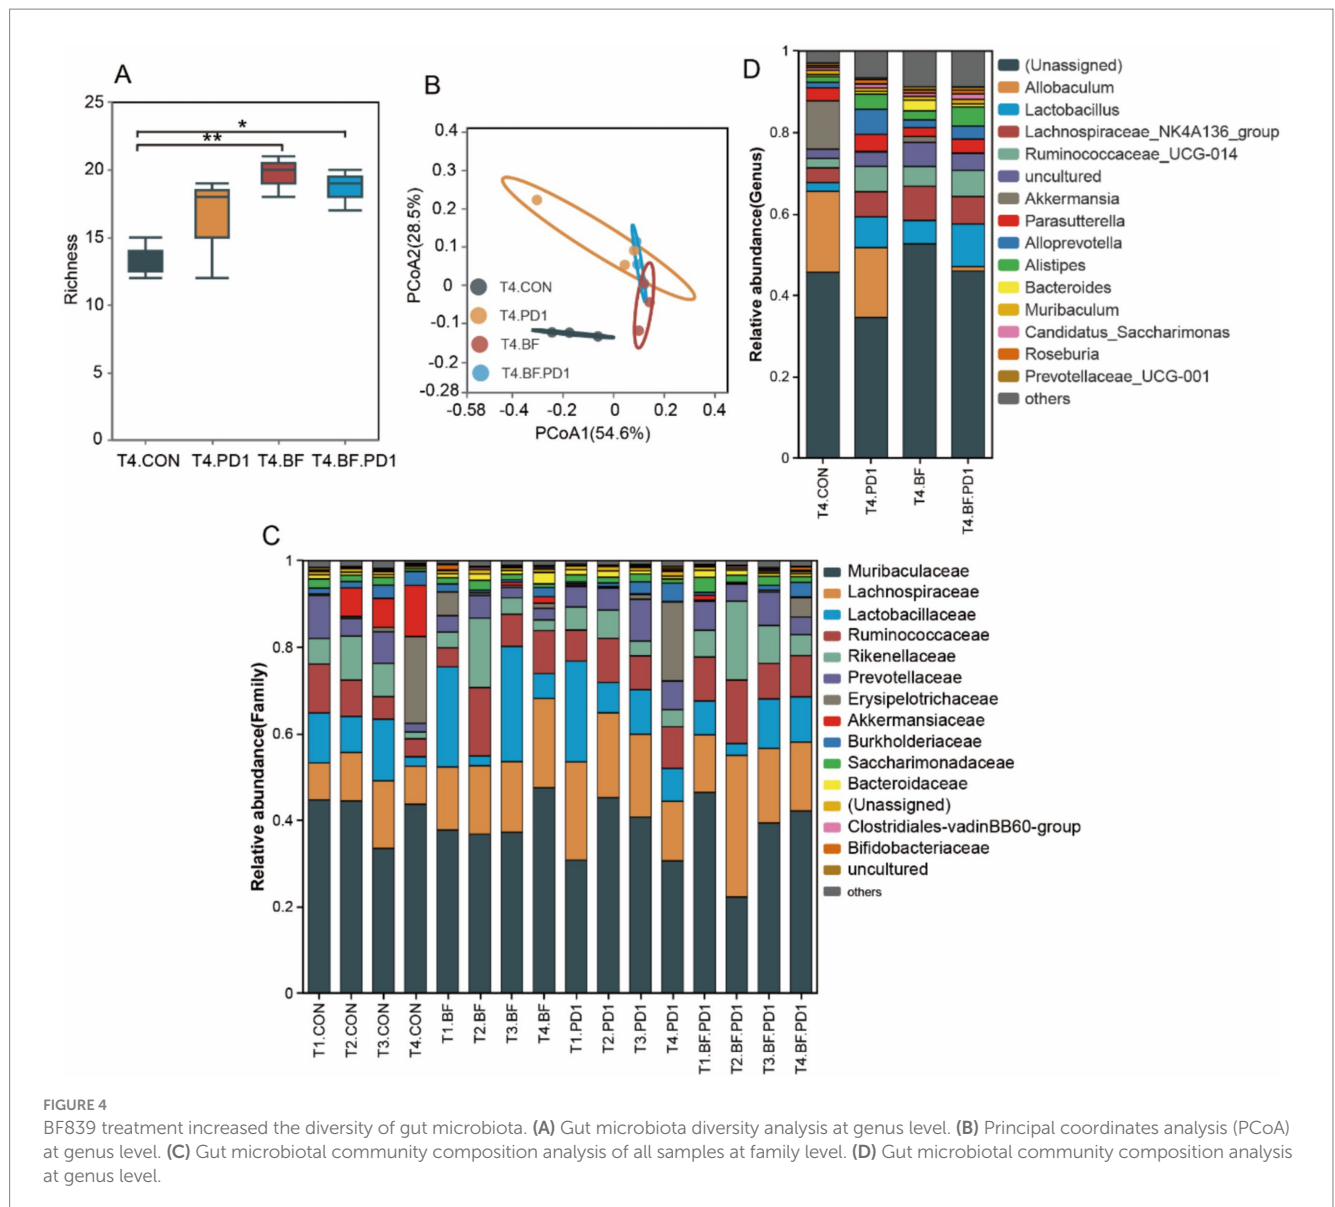 A
25
20
15
10
5
0
Richness
*
**
T4.CON
T4.PD1
T4.BF
T4.BF.PD1
B
0.4
0.3
0.2
0.1
0
-0.1
-0.2
-0.28
PCoA2(28.5%)
T4.CON
T4.PD1
T4.BF
T4.BF.PD1
-0.58
-0.4
-0.2
0
0.2
0.4
PCoA1(54.6%)
D
1
0.8
0.6
0.4
0.2
0
Relative abundance(Genus)
T4.CON
T4.PD1
T4.BF
T4.BF.PD1
(Unassigned)
Allobaculum
Lactobacillus
Lachnospiraceae_NK4A136_group
Ruminococcaceae_UCG-014
uncultured
Akkermansia
Parasutterella
Alloprevotella
Alistipes
Bacteroides
Muribaculum
Candidatus_Saccharimonas
Roseburia
Prevotellaceae_UCG-001
others
C
1
0.8
0.6
0.4
0.2
0
Relative abundance(Family)
T1.CON
T2.CON
T3.CON
T4.CON
T1.BF
T2.BF
T3.BF
T4.BF
T1.PD1
T2.PD1
T3.PD1
T4.PD1
T1.BF.PD1
T2.BF.PD1
T3.BF.PD1
T4.BF.PD1
Muribaculaceae
Lachnospiraceae
Lactobacillaceae
Ruminococcaceae
Rikenellaceae
Prevotellaceae
Erysipelotrichaceae
Akkermansiaceae
Burkholderiaceae
Saccharimonadaceae
Bacteroidaceae
(Unassigned)
Clostridiales-vadinBB60-group
Bifidobacteriaceae
uncultured
others
FIGURE 4
BF839 treatment increased the diversity of gut microbiota. (A) Gut microbiota diversity analysis at genus level. (B) Principal coordinates analysis (PCoA)
at genus level. (C) Gut microbiotal community composition analysis of all samples at family level. (D) Gut microbiotal community composition analysis
at genus level.